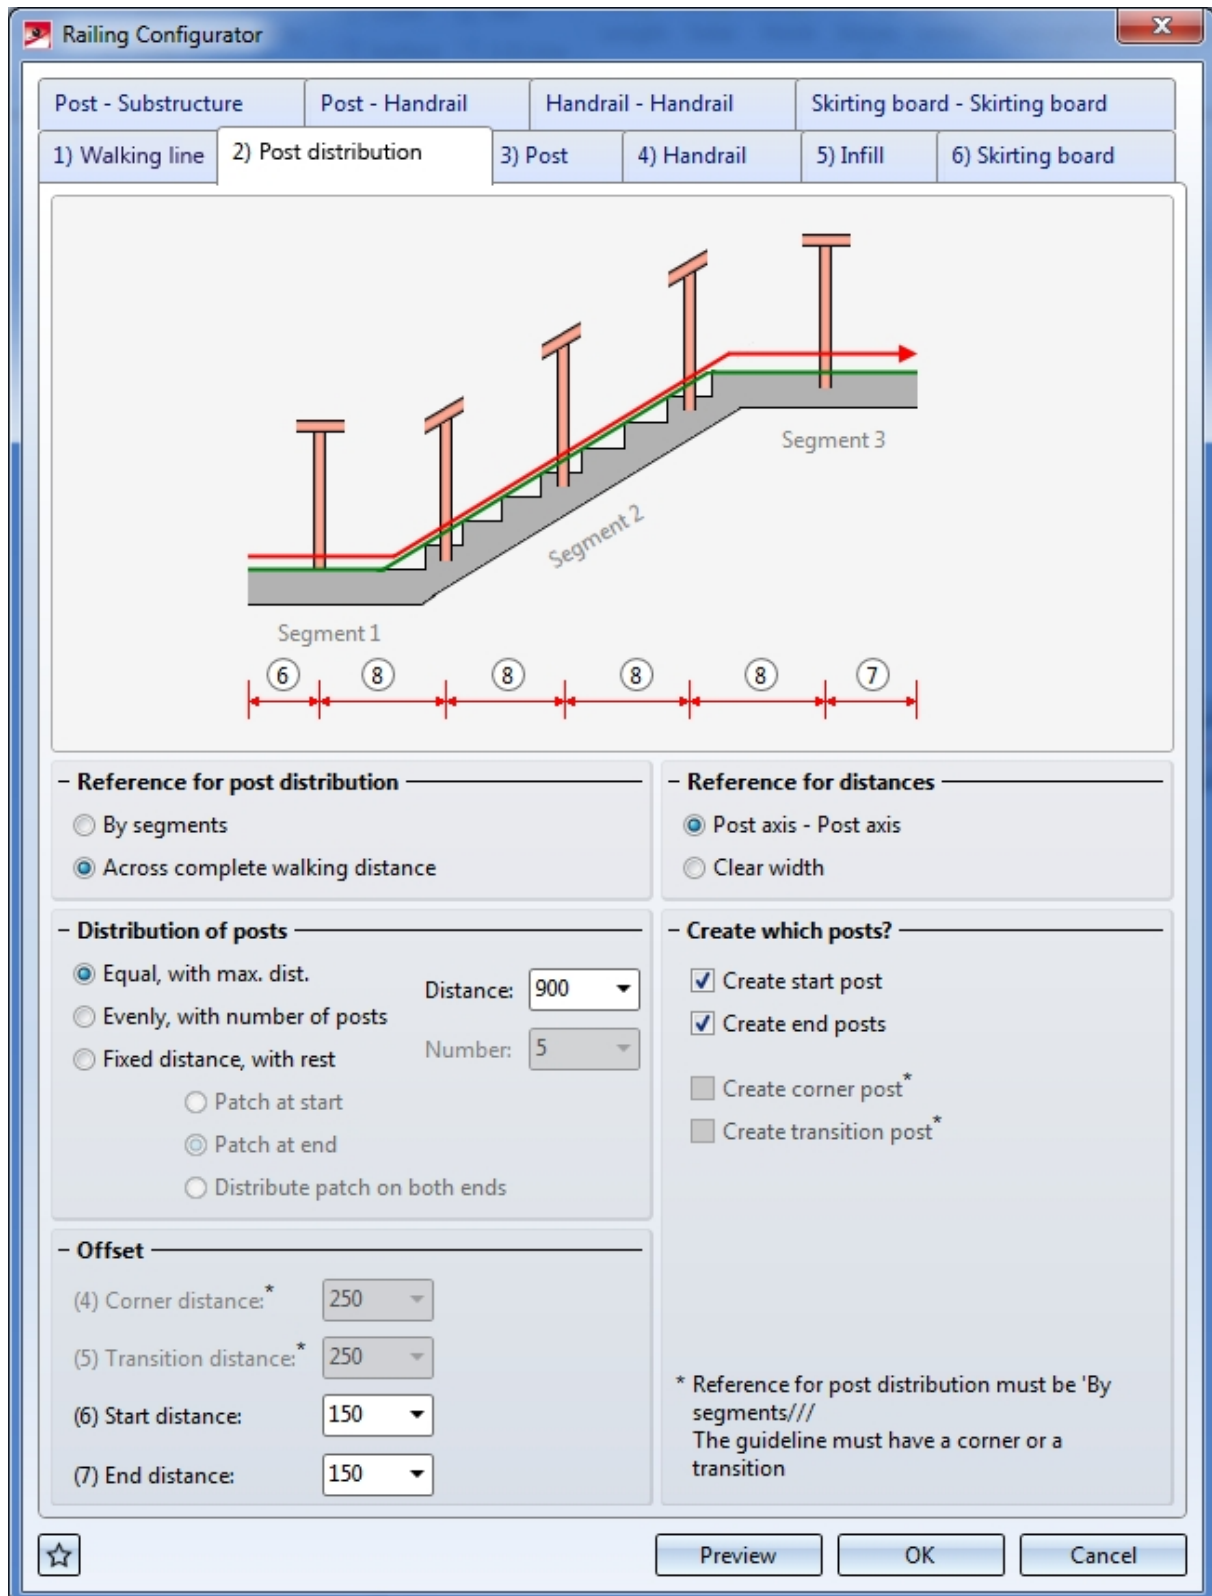 Railing Configurator
Post - Substructure
Post - Handrail
Handrail - Handrail
Skirting board - Skirting board
1) Walking line
2) Post distribution
3) Post
4) Handrail
5) Infill
6) Skirting board
Segment 3
Segment 2
Segment 1
6 8 8 8 8 7
– Reference for post distribution
By segments
Across complete walking distance
– Reference for distances
Post axis - Post axis
Clear width
– Distribution of posts
Equal, with max. dist.
Evenly, with number of posts
Fixed distance, with rest
Distance: 900
Number: 5
Patch at start
Patch at end
Distribute patch on both ends
– Create which posts?
Create start post
Create end posts
Create corner post*
Create transition post*
– Offset
(4) Corner distance:* 250
(5) Transition distance:* 250
(6) Start distance: 150
(7) End distance: 150
* Reference for post distribution must be 'By
segments///
The guideline must have a corner or a
transition
Preview
OK
Cancel